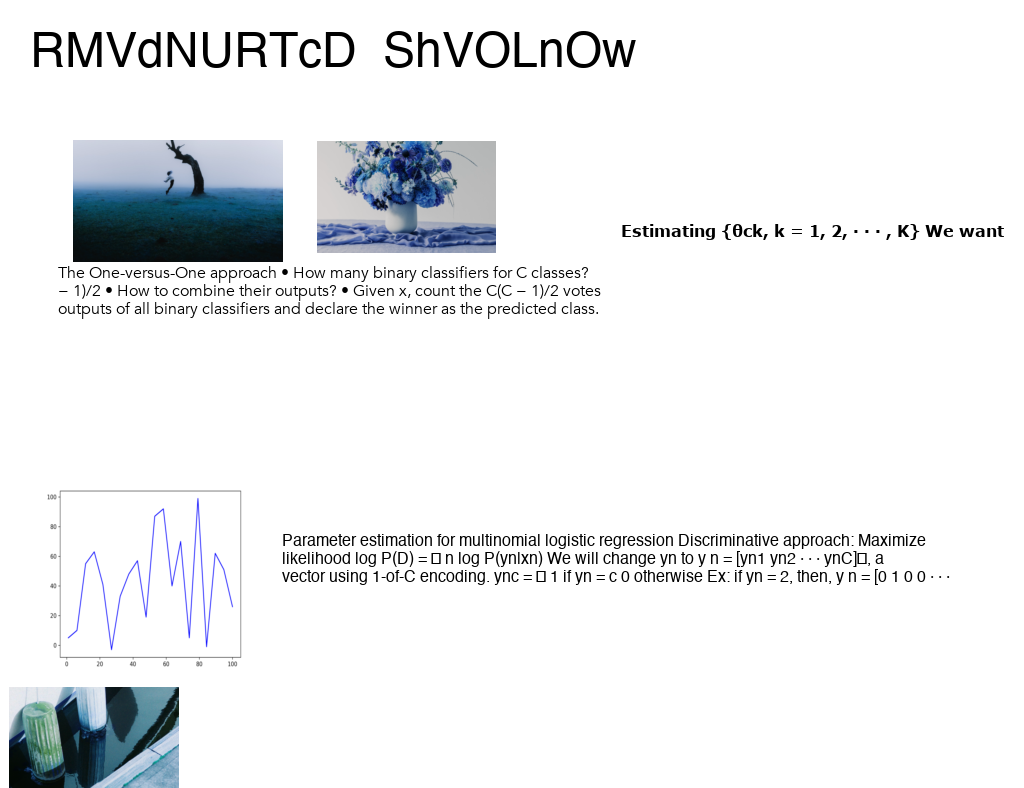 RMVdNURTcD ShVOLnOw
Estimating {θck, k = 1, 2, · · · , K} We want
The One-versus-One approach • How many binary classifiers for C classes?
− 1)/2 • How to combine their outputs? • Given x, count the C(C − 1)/2 votes
outputs of all binary classifiers and declare the winner as the predicted class.
Parameter estimation for multinomial logistic regression Discriminative approach: Maximize
likelihood log P(D) = □ n log P(yn|xn) We will change yn to y n = [yn1 yn2 · · · ynC]□, a
vector using 1-of-C encoding. ync = □ 1 if yn = c 0 otherwise Ex: if yn = 2, then, y n = [0 1 0 0 · · ·
100
80
60
40
20
0
0 20 40 60 80 100